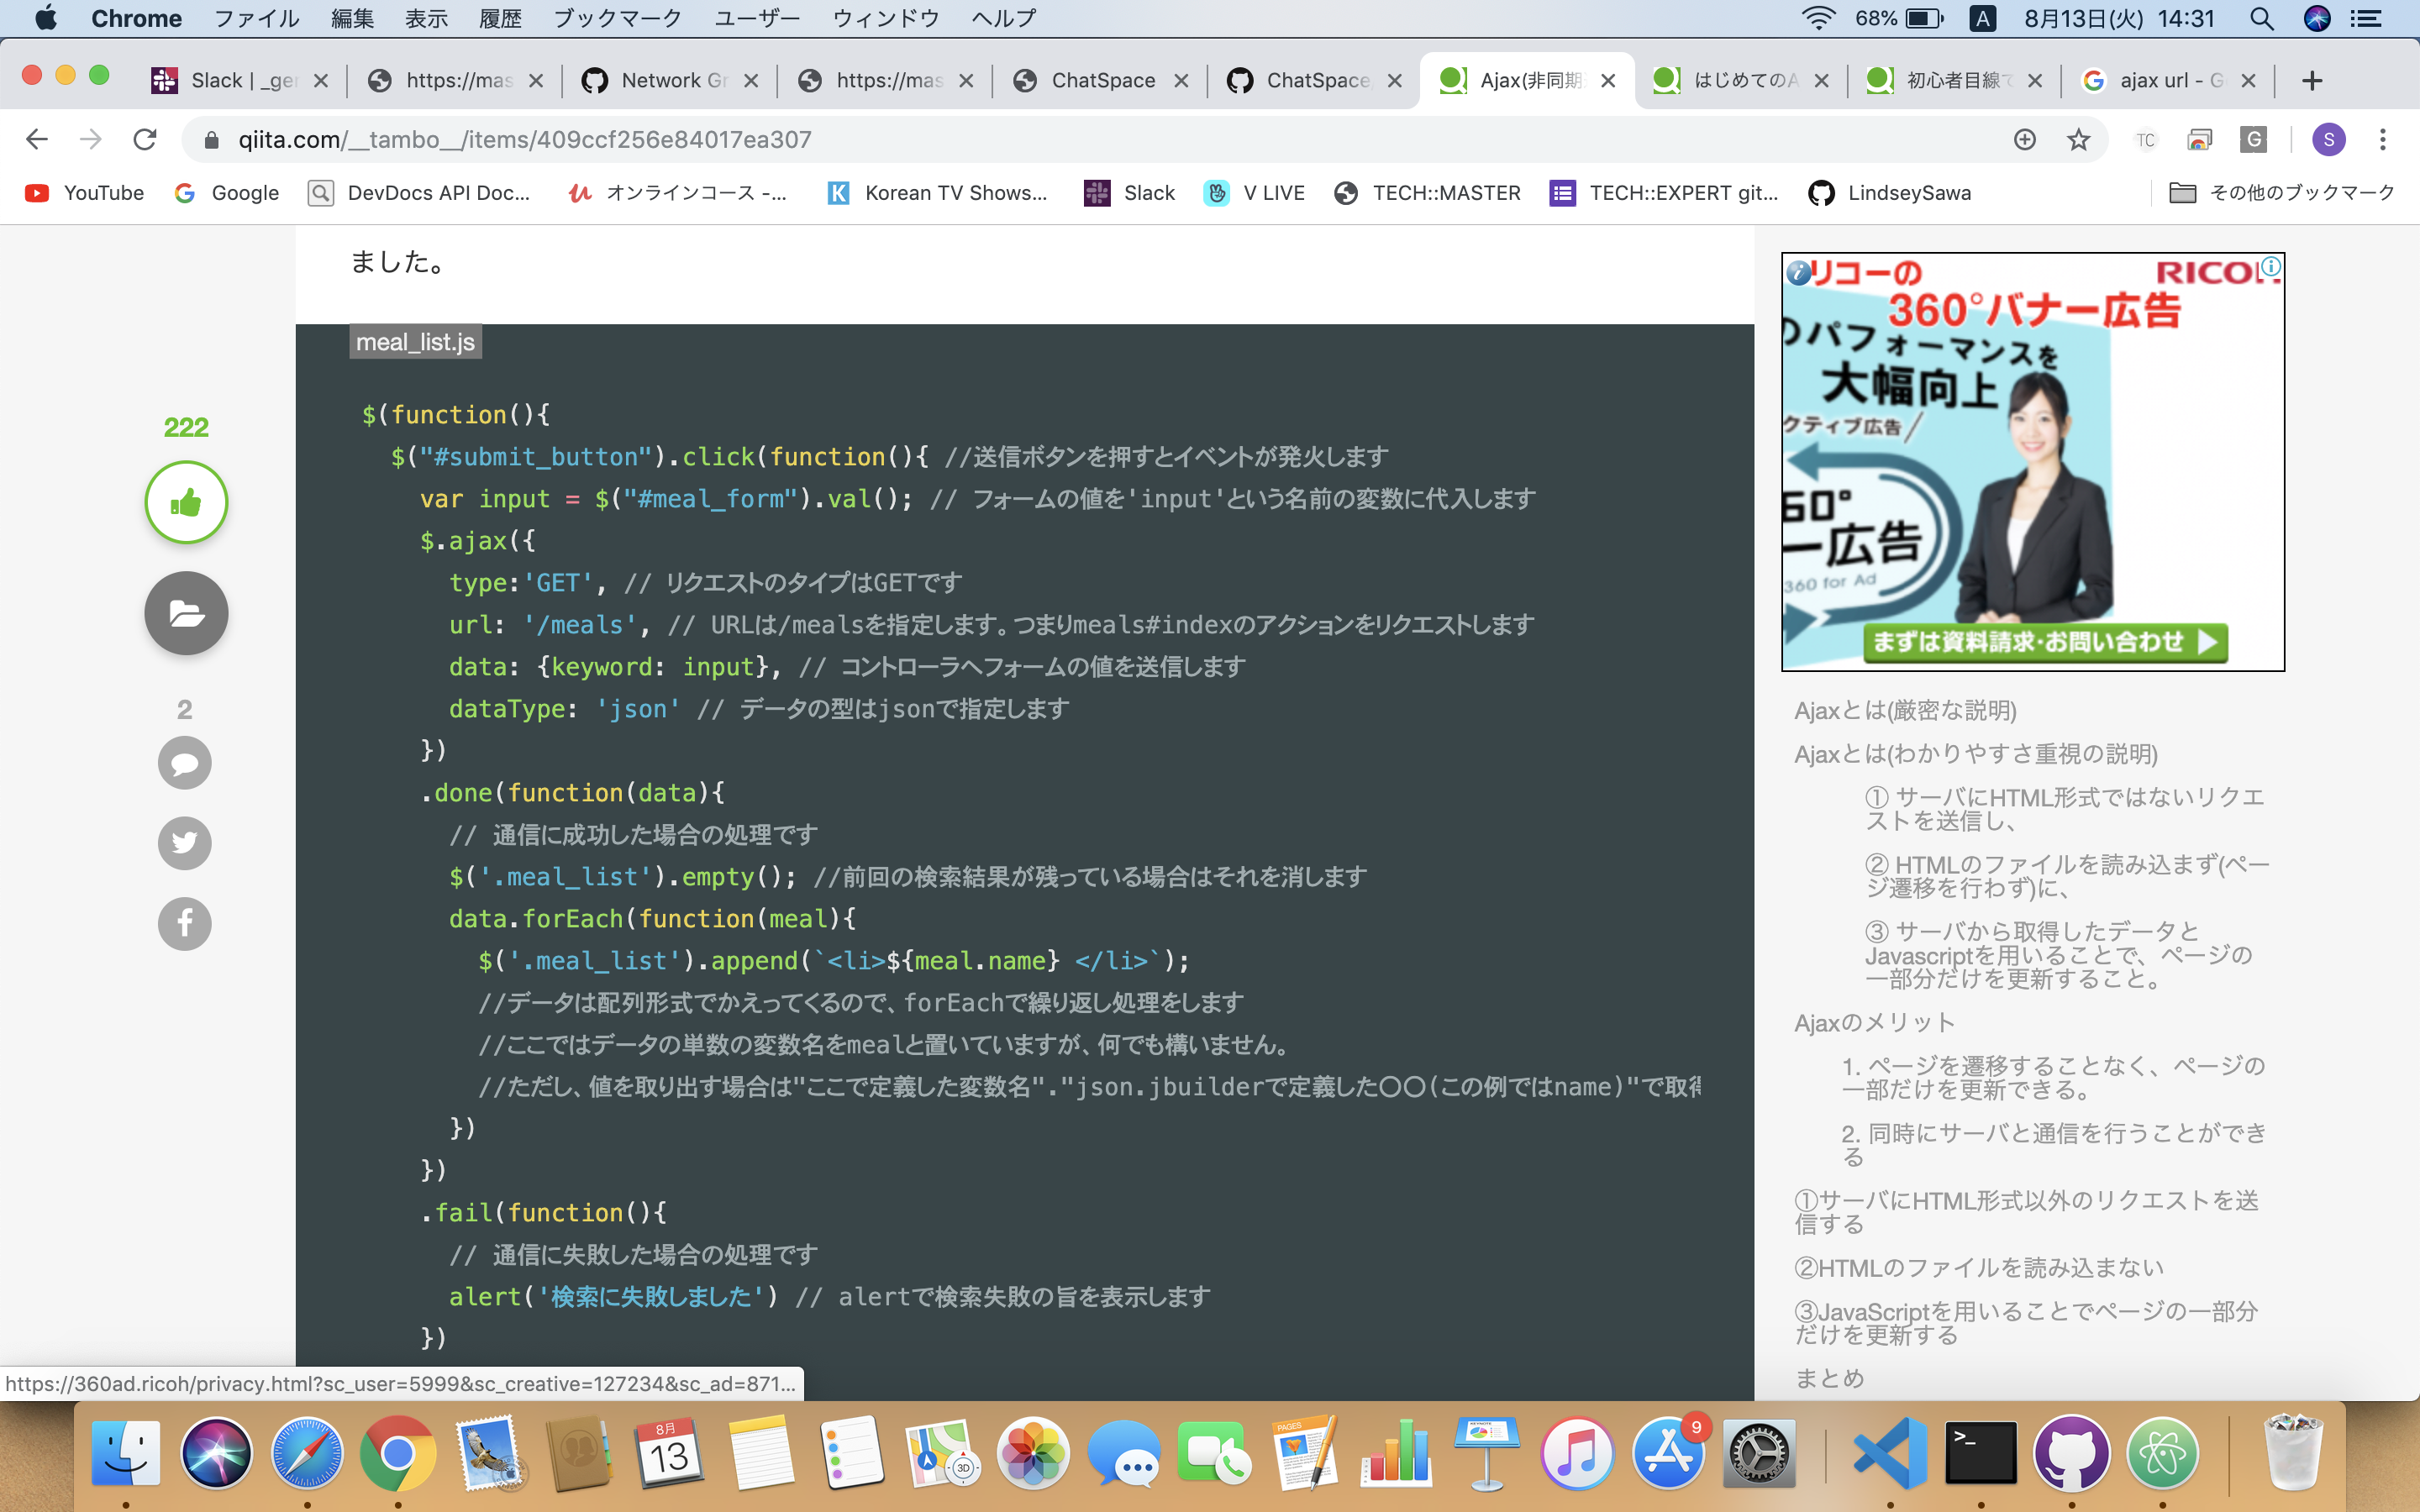 Chrome ファイル 編集 表示 履歴 ブックマーク ユーザー ウィンドウ ヘルプ 68% A 8月13日(火) 14:31
Slack | _ger https://mas Network Gr https://mas ChatSpace ChatSpace Ajax(非同期 はじめてのA 初心者目線で ajax url - G
qiita.com/__tambo__/items/409ccf256e84017ea307 TC G S
YouTube Google DevDocs API Doc... オンラインコース -... Korean TV Shows... Slack V LIVE TECH::MASTER TECH::EXPERT git... LindseySawa その他のブックマーク
ました。
meal_list.js
$(function(){
$("#submit_button").click(function(){ //送信ボタンを押すとイベントが発火します
var input = $("#meal_form").val(); // フォームの値を'input'という名前の変数に代入します
$.ajax({
type:'GET', // リクエストのタイプはGETです
url: '/meals', // URLは/mealsを指定します。つまりmeals#indexのアクションをリクエストします
data: {keyword: input}, // コントローラへフォームの値を送信します
dataType: 'json' // データの型はjsonで指定します
})
.done(function(data){
// 通信に成功した場合の処理です
$('.meal_list').empty(); //前回の検索結果が残っている場合はそれを消します
data.forEach(function(meal){
$('.meal_list').append(`<li>${meal.name} </li>`);
//データは配列形式でかえってくるので、forEachで繰り返し処理をします
//ここではデータの単数の変数名をmealと置いていますが、何でも構いません。
//ただし、値を取り出す場合は"ここで定義した変数名"."json.jbuilderで定義した〇〇(この例ではname)"で取得
})
})
.fail(function(){
// 通信に失敗した場合の処理です
alert('検索に失敗しました') // alertで検索失敗の旨を表示します
})
222
2
リコーの RICOH
360°バナー広告
のパフォーマンスを
大幅向上
クティブ広告
60°
ー広告
360 for Ad
まずは資料請求・お問い合わせ
Ajaxとは(厳密な説明)
Ajaxとは(わかりやすさ重視の説明)
① サーバにHTML形式ではないリクエ
ストを送信し、
② HTMLのファイルを読み込まず(ペー
ジ遷移を行わず)に、
③ サーバから取得したデータと
Javascriptを用いることで、ページの
一部分だけを更新すること。
Ajaxのメリット
1. ページを遷移することなく、ページの
一部だけを更新できる。
2. 同時にサーバと通信を行うことができ
る
①サーバにHTML形式以外のリクエストを送
信する
②HTMLのファイルを読み込まない
③JavaScriptを用いることでページの一部分
だけを更新する
まとめ
https://360ad.ricoh/privacy.html?sc_user=5999&sc_creative=127234&sc_ad=871...
8月
13
3D
PAGES
9
>_